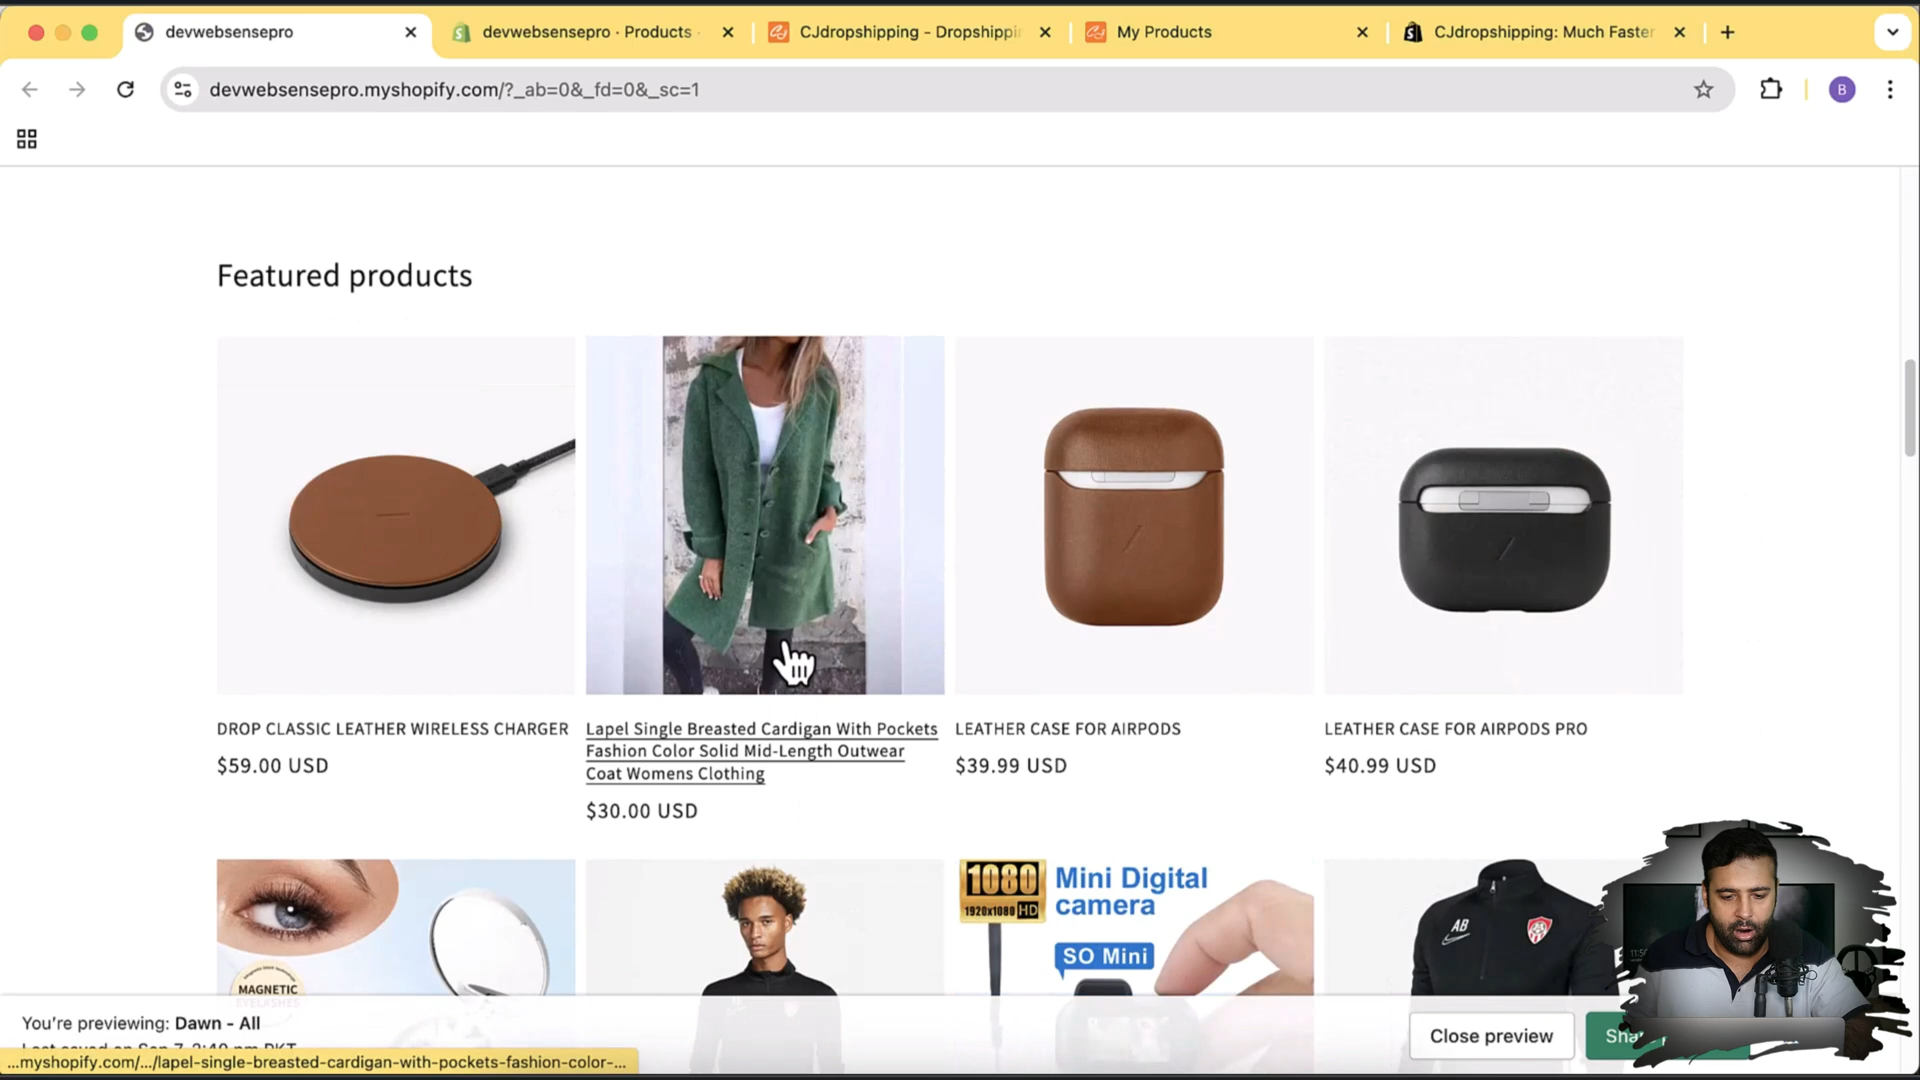 devwebsensepro
devwebsensepro · Products
CJdropshipping - Dropshippin
My Products
CJdropshipping: Much Faster
devwebsensepro.myshopify.com/?_ab=0&_fd=0&_sc=1
B
Featured products
DROP CLASSIC LEATHER WIRELESS CHARGER
$59.00 USD
Lapel Single Breasted Cardigan With Pockets
Fashion Color Solid Mid-Length Outwear
Coat Womens Clothing
$30.00 USD
LEATHER CASE FOR AIRPODS
$39.99 USD
LEATHER CASE FOR AIRPODS PRO
$40.99 USD
MAGNETIC
EYELASHES
1080
1920x1080 HD
Mini Digital
camera
SO Mini
AB
You're previewing: Dawn - All
Last saved on Sep 7, 2:40 pm PKT
Close preview
...myshopify.com/.../lapel-single-breasted-cardigan-with-pockets-fashion-color-...